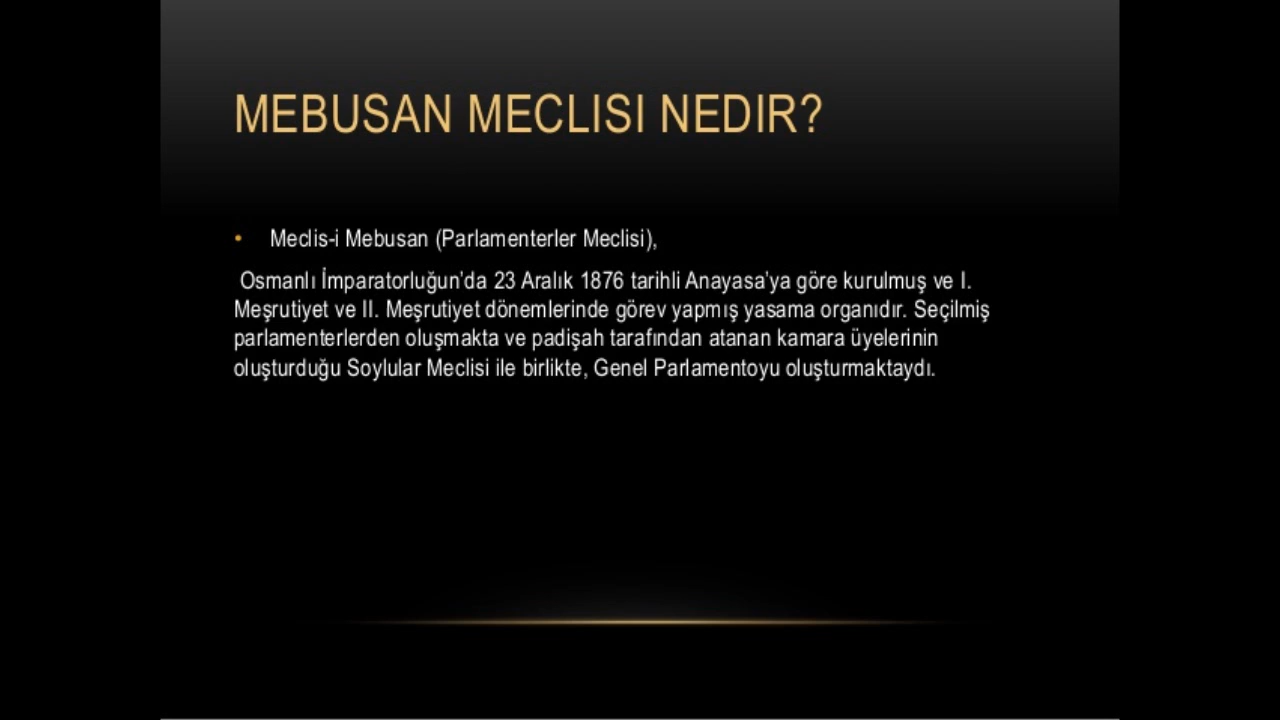 MEBUSAN MECLISI NEDIR?
• Meclis-i Mebusan (Parlamenterler Meclisi),
Osmanlı İmparatorluğun’da 23 Aralık 1876 tarihli Anayasa’ya göre kurulmuş ve I.
Meşrutiyet ve II. Meşrutiyet dönemlerinde görev yapmış yasama organıdır. Seçilmiş
parlamenterlerden oluşmakta ve padişah tarafından atanan kamara üyelerinin
oluşturduğu Soylular Meclisi ile birlikte, Genel Parlamentoyu oluşturmaktaydı.